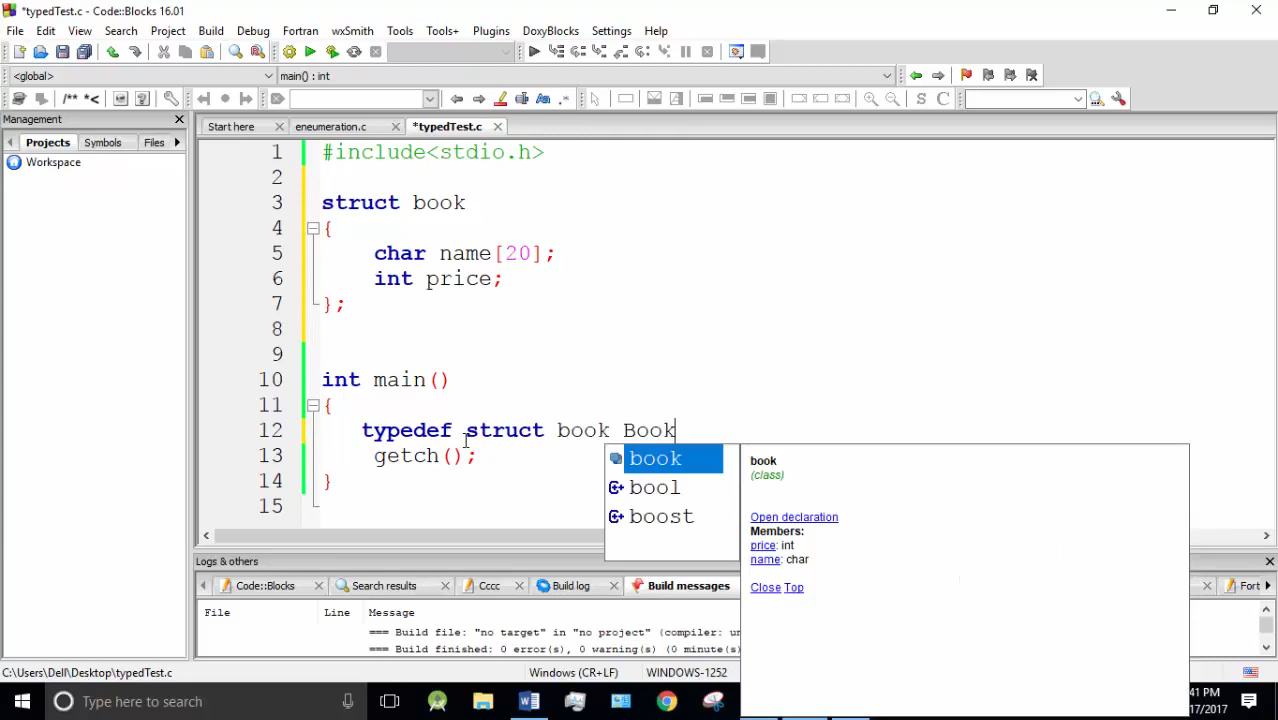 *typedTest.c - Code::Blocks 16.01
File Edit View Search Project Build Debug Fortran wxSmith Tools Tools+ Plugins DoxyBlocks Settings Help
<global> main() : int
/** *< .* S C
Management
Projects Symbols Files
Workspace
Start here eneumeration.c *typedTest.c
1 #include<stdio.h>
2
3 struct book
4 {
5 char name[20];
6 int price;
7 };
8
9
10 int main()
11 {
12 typedef struct book Book
13 getch();
14 }
15
book
bool
boost
book
(class)
Open declaration
Members:
price: int
name: char
Close Top
Logs & others
Code::Blocks Search results Cccc Build log Build messages Fort
File Line Message
=== Build file: "no target" in "no project" (compiler: un
=== Build finished: 0 error(s), 0 warning(s) (0 minute(s)
C:\Users\Dell\Desktop\typedTest.c Windows (CR+LF) WINDOWS-1252
Type here to search
:41 PM
/17/2017